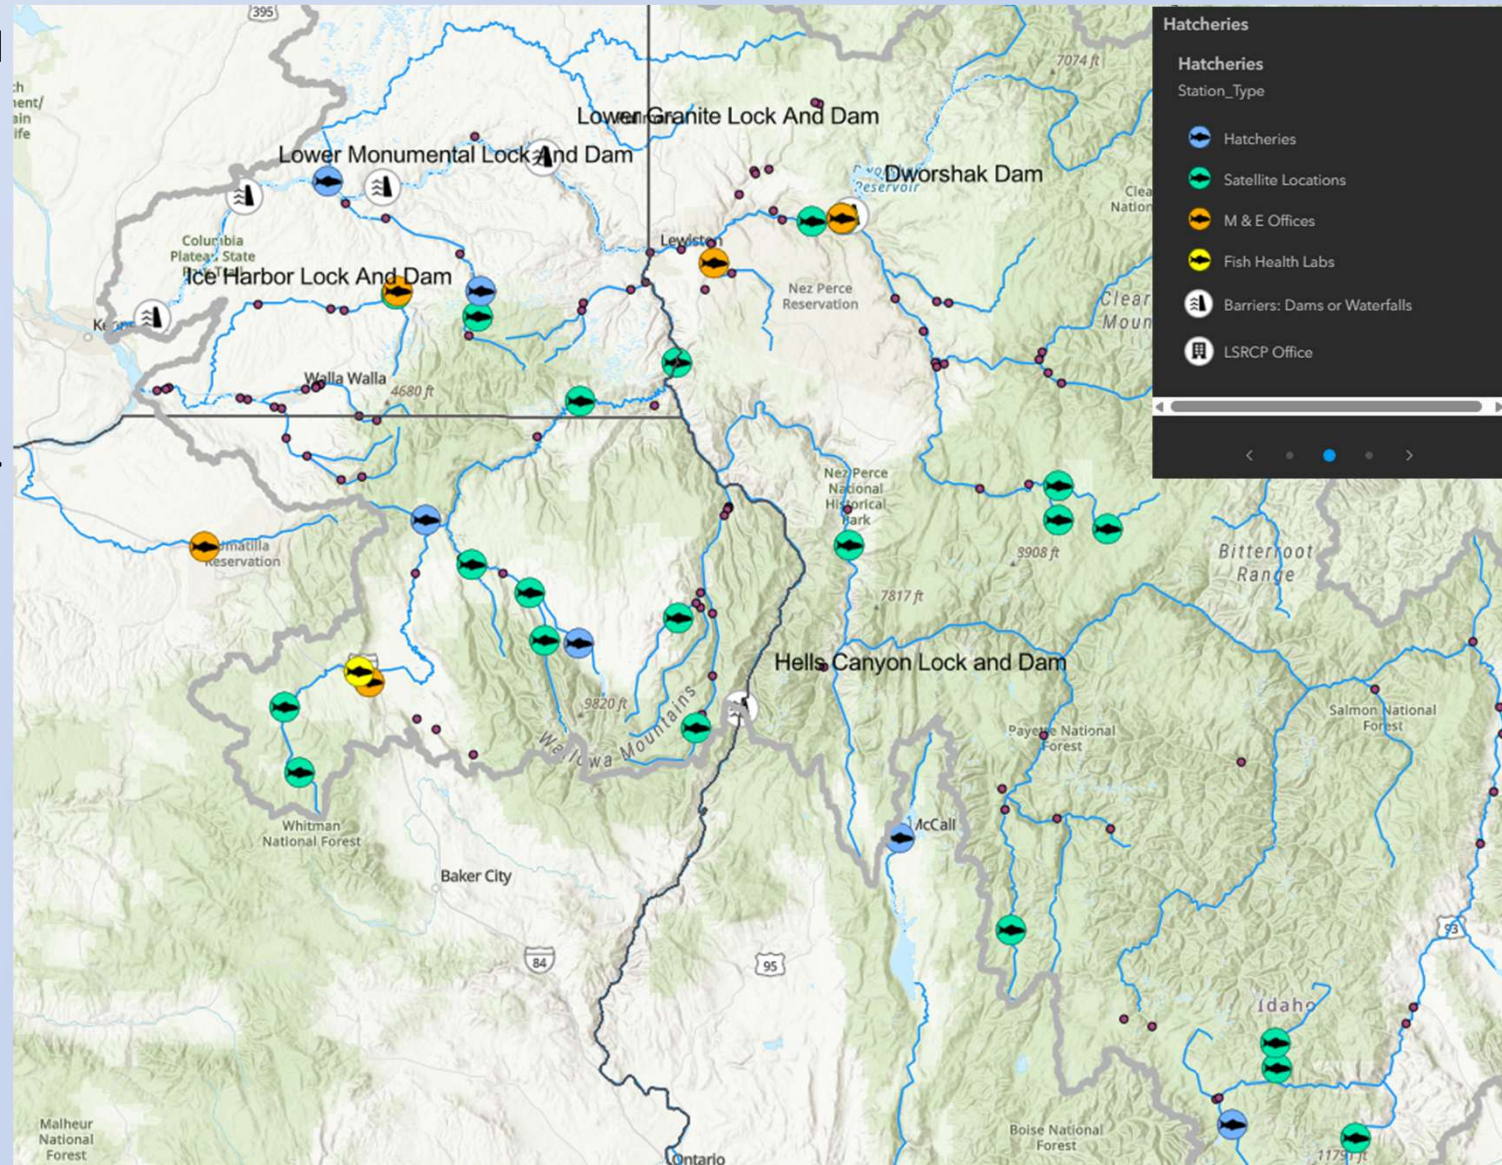 395
7074 ft
Lower Granite Lock And Dam
Lower Monumental Lock And Dam
Dworshak Dam
Reservoir
Columbia
Plateau State
Ice Harbor Lock And Dam
Lewiston
Nez Perce
Reservation
Walla Walla
4680 ft
Nez Perce
National
Historical
Park
8908 ft
Bitterroot
Range
Umatilla
Reservation
7817 ft
Hells Canyon Lock and Dam
9820 ft
Wallowa Mountains
Salmon National
Forest
Payette National
Forest
Whitman
National Forest
McCall
Baker City
84
95
93
Idaho
Malheur
National
Forest
Boise National
Forest
Ontario
11791 ft
Hatcheries
Hatcheries
Station_Type
Hatcheries
Satellite Locations
M & E Offices
Fish Health Labs
Barriers: Dams or Waterfalls
LSRCP Office